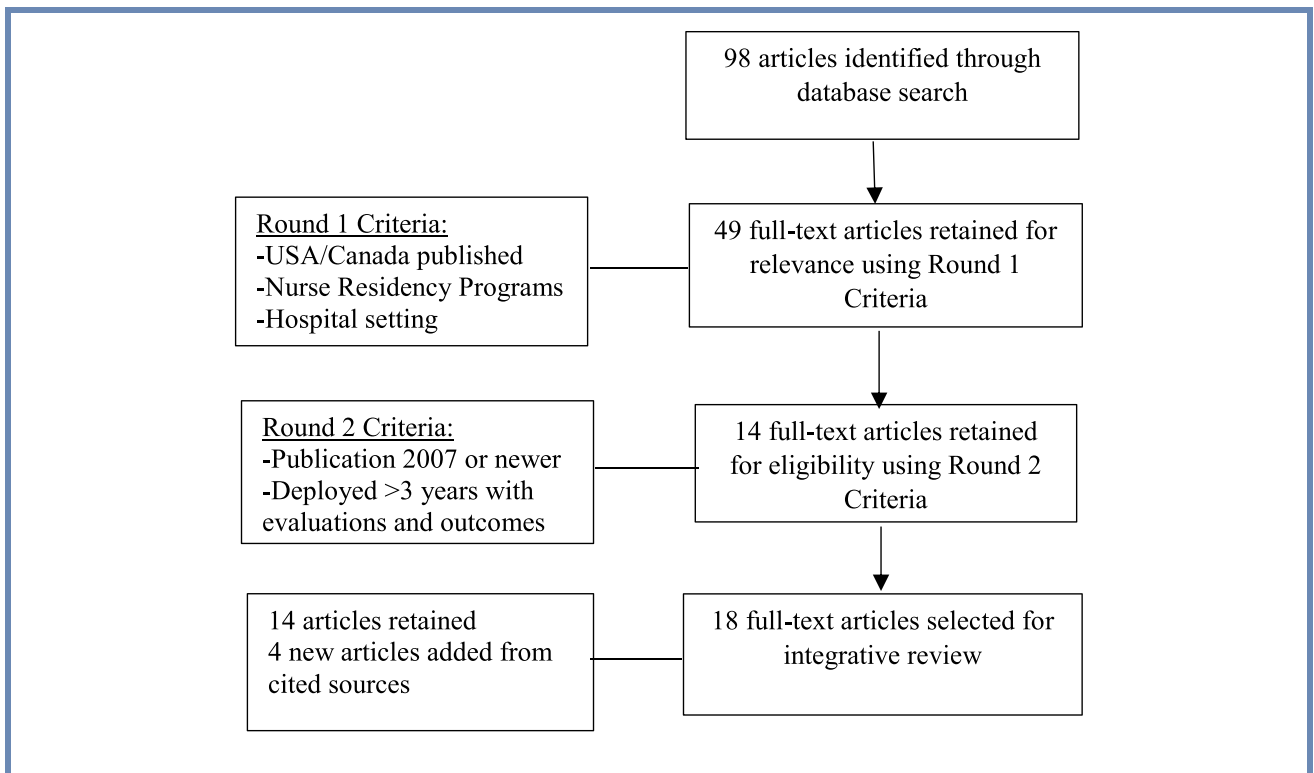 98 articles identified through
database search
Round 1 Criteria:
-USA/Canada published
-Nurse Residency Programs
-Hospital setting
49 full-text articles retained for
relevance using Round 1
Criteria
Round 2 Criteria:
-Publication 2007 or newer
-Deployed >3 years with
evaluations and outcomes
14 full-text articles retained
for eligibility using Round 2
Criteria
14 articles retained
4 new articles added from
cited sources
18 full-text articles selected for
integrative review